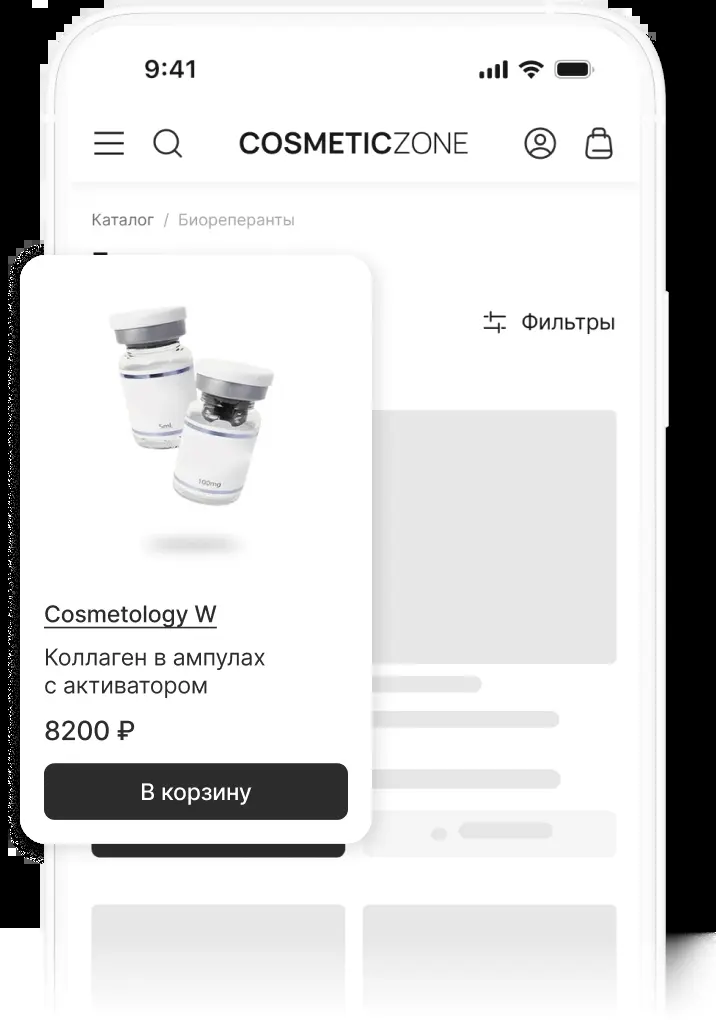 9:41
COSMETICZONE
Каталог / Биореперанты
Фильтры
5mL
100mg
Cosmetology W
Коллаген в ампулах
с активатором
8200 ₽
В корзину